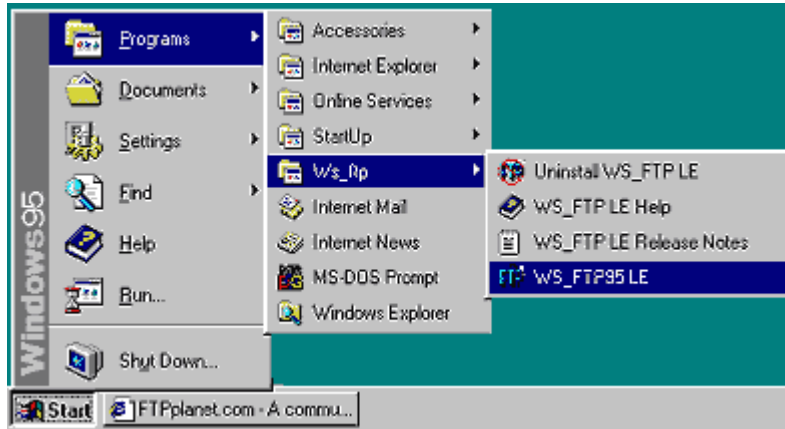 Windows95
Programs
Documents
Settings
Find
Help
Run...
Shut Down...
Accessories
Internet Explorer
Online Services
StartUp
Ws_ftp
Internet Mail
Internet News
MS-DOS Prompt
Windows Explorer
Uninstall WS_FTP LE
WS_FTP LE Help
WS_FTP LE Release Notes
WS_FTP95 LE
Start
FTPplanet.com - A commu...